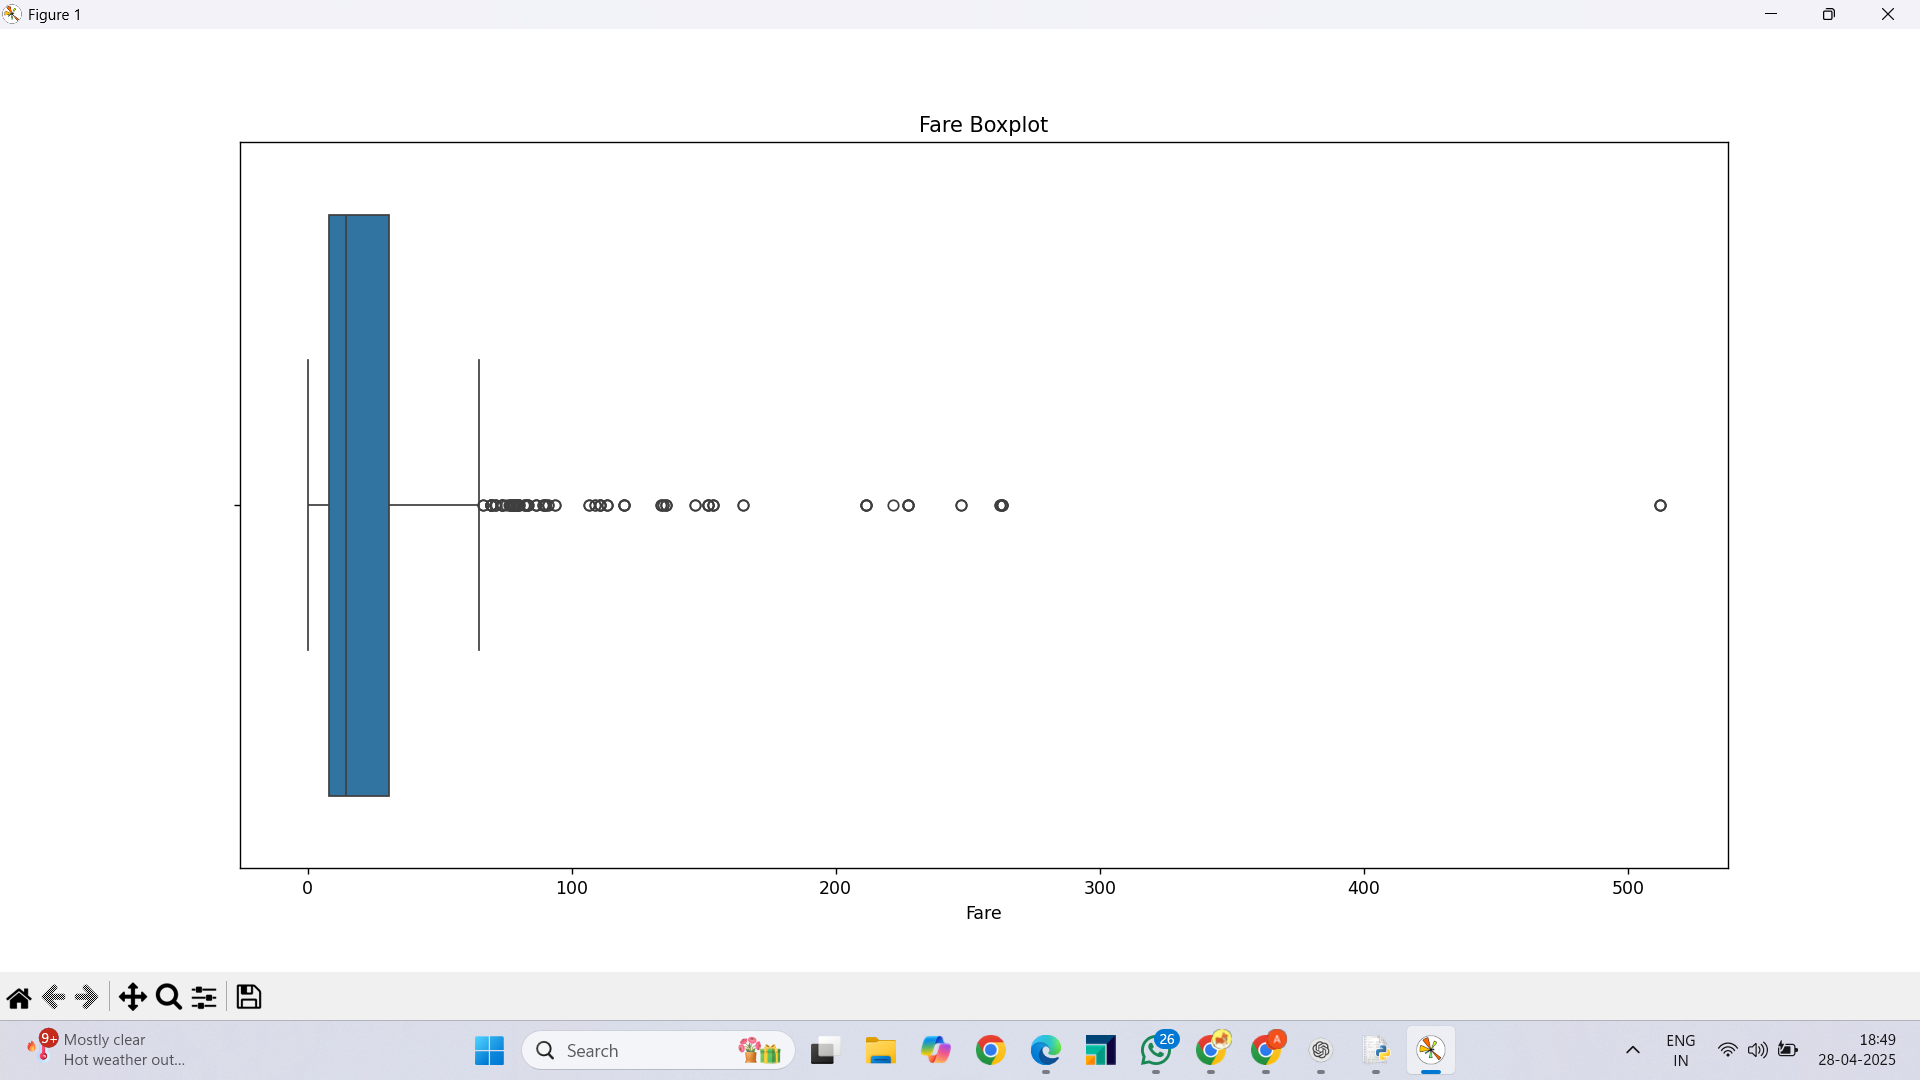 Figure 1
Fare Boxplot
0 100 200 300 400 500
Fare
9+
Mostly clear
Hot weather out...
Search
26
A
ENG
IN
18:49
28-04-2025